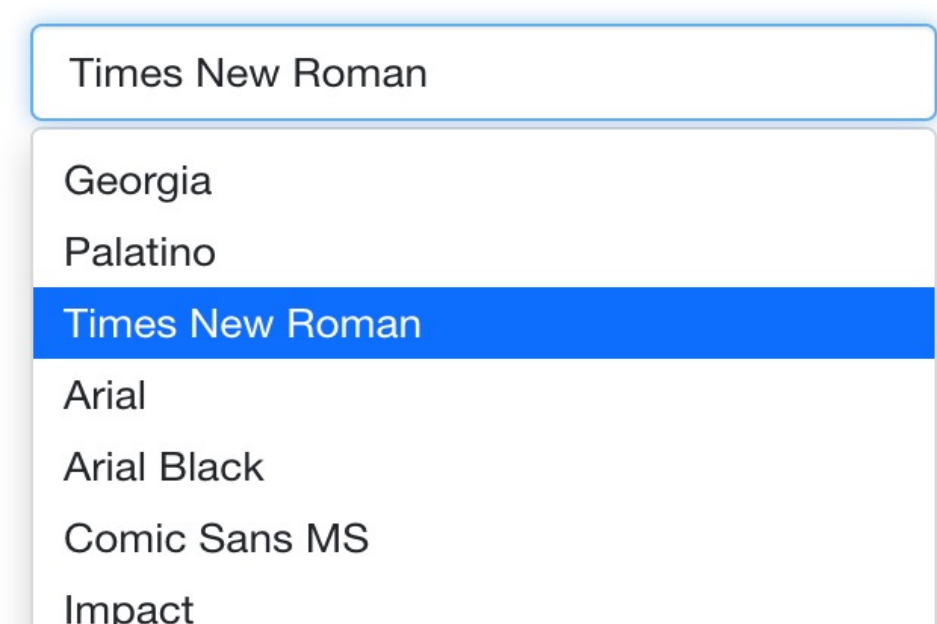 Times New Roman
Georgia
Palatino
Times New Roman
Arial
Arial Black
Comic Sans MS
Impact